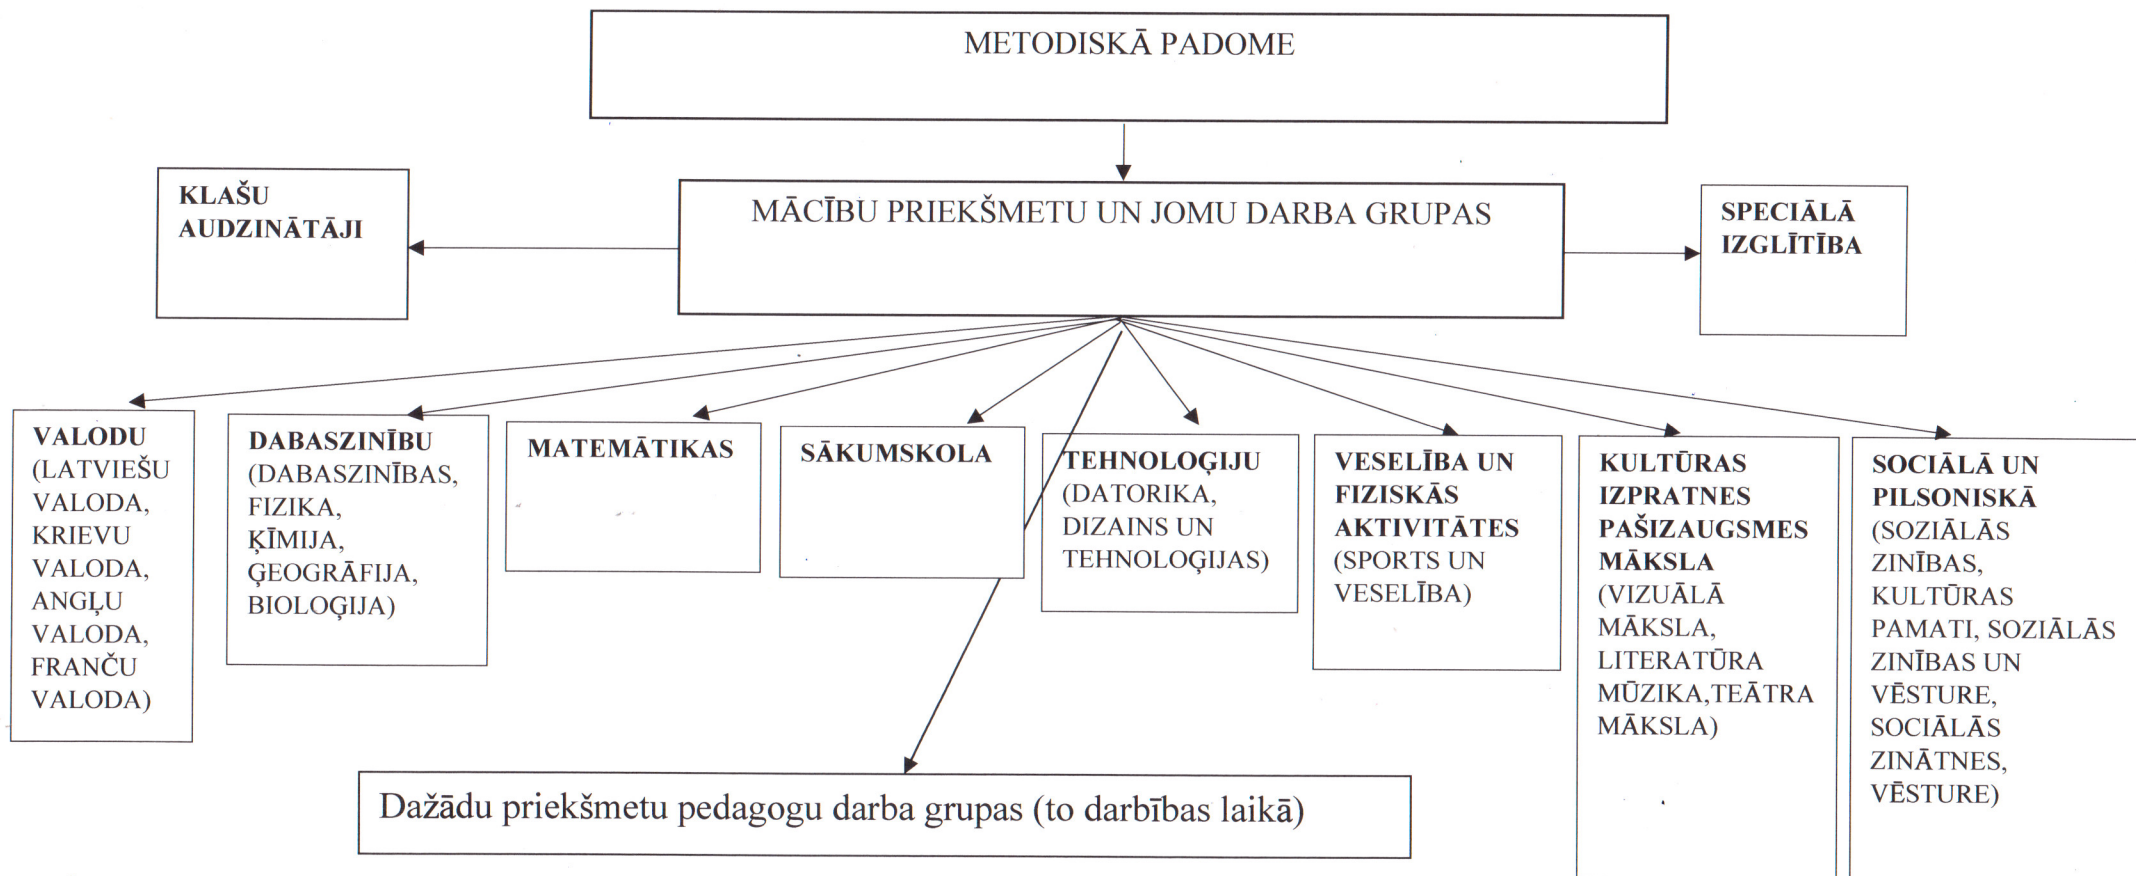 METODISKĀ PADOME
KLAŠU
AUDZINĀTĀJI
MĀCĪBU PRIEKŠMETU UN JOMU DARBA GRUPAS
SPECIĀLĀ
IZGLĪTĪBA
VALODU
(LATVIEŠU
VALODA,
KRIEVU
VALODA,
ANGĻU
VALODA,
FRANČU
VALODA)
DABASZINĪBU
(DABASZINĪBAS,
FIZIKA,
ĶĪMIJA,
ĢEOGRĀFIJA,
BIOLOĢIJA)
MATEMĀTIKAS
SĀKUMSKOLA
TEHNOLOĢIJU
(DATORIKA,
DIZAINS UN
TEHNOLOĢIJAS)
VESELĪBA UN
FIZISKĀS
AKTIVITĀTES
(SPORTS UN
VESELĪBA)
KULTŪRAS
IZPRATNES
PAŠIZAUGSMES
MĀKSLA
(VIZUĀLĀ
MĀKSLA,
LITERATŪRA
MŪZIKA,TEĀTRA
MĀKSLA)
SOCIĀLĀ UN
PILSONISKĀ
(SOZIĀLĀS
ZINĪBAS,
KULTŪRAS
PAMATI, SOZIĀLĀS
ZINĪBAS UN
VĒSTURE,
SOCIĀLĀS
ZINĀTNES,
VĒSTURE)
Dažādu priekšmetu pedagogu darba grupas (to darbības laikā)